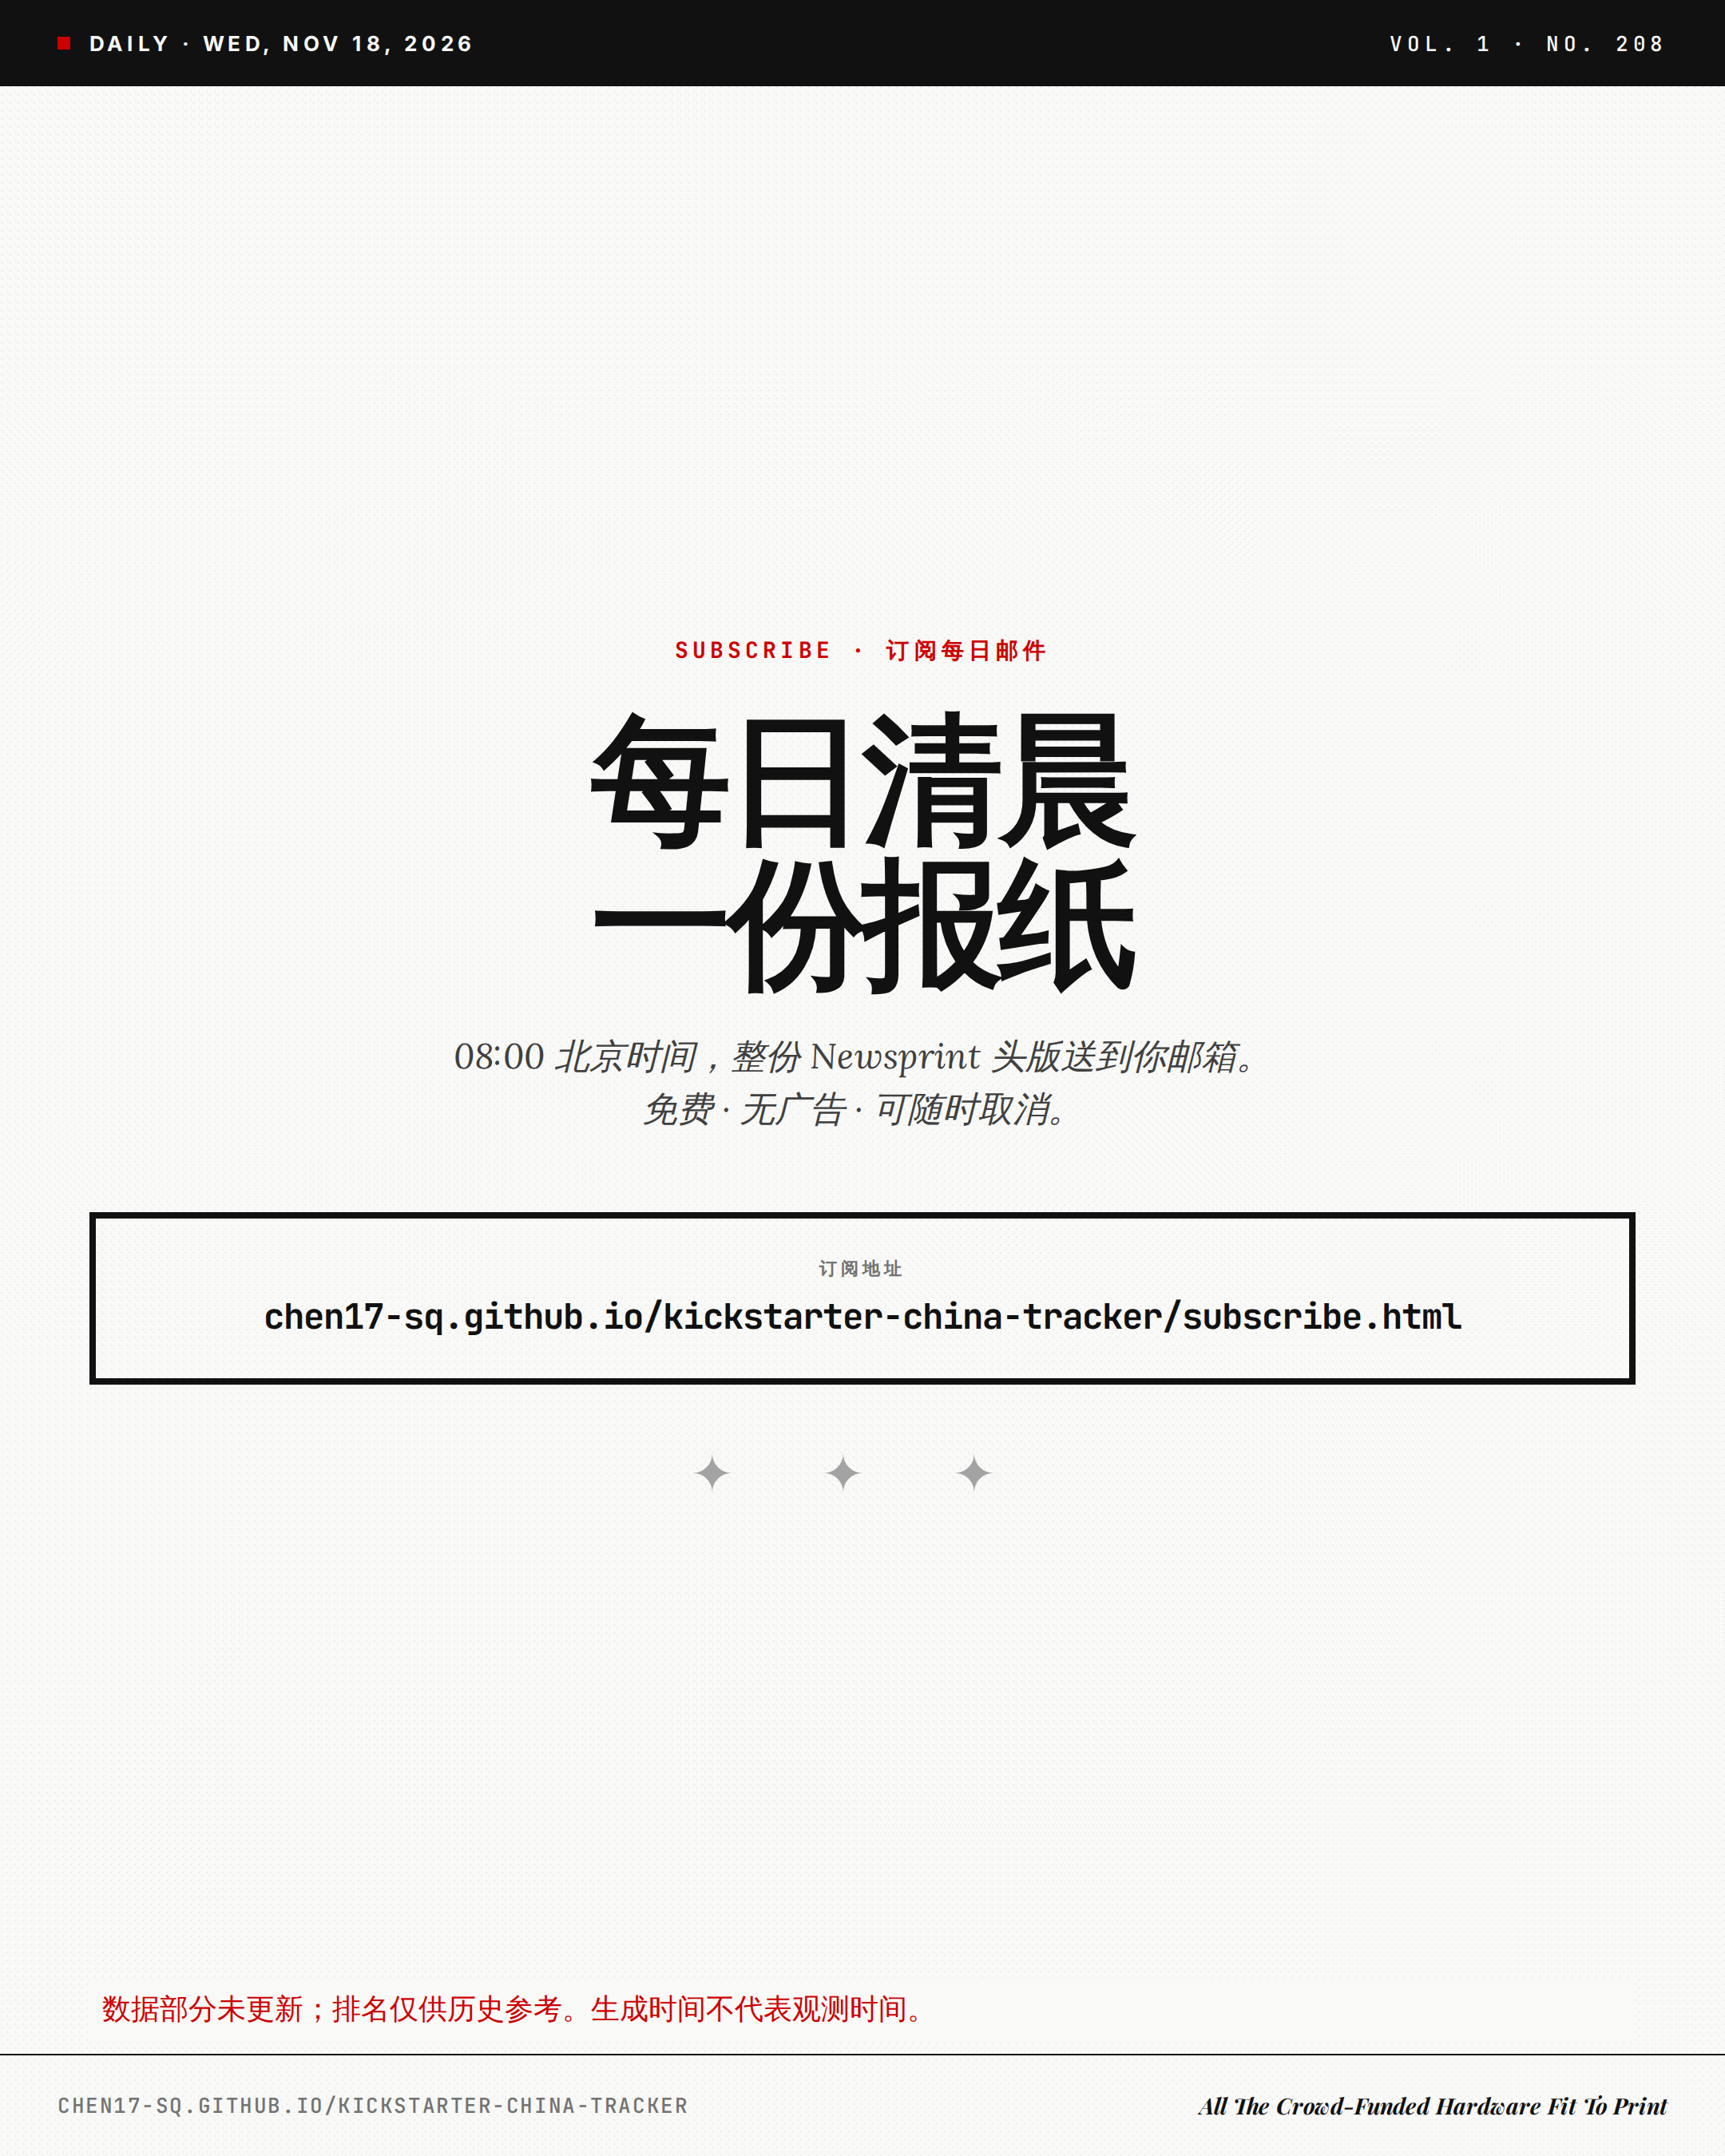 DAILY · WED, NOV 18, 2026
VOL. 1 · NO. 208
SUBSCRIBE · 订阅每日邮件
每日清晨
一份报纸
08:00 北京时间，整份 Newsprint 头版送到你邮箱。
免费 · 无广告 · 可随时取消。
订阅地址
chen17-sq.github.io/kickstarter-china-tracker/subscribe.html
✦ ✦ ✦
数据部分未更新；排名仅供历史参考。生成时间不代表观测时间。
CHEN17-SQ.GITHUB.IO/KICKSTARTER-CHINA-TRACKER
All The Crowd-Funded Hardware Fit To Print